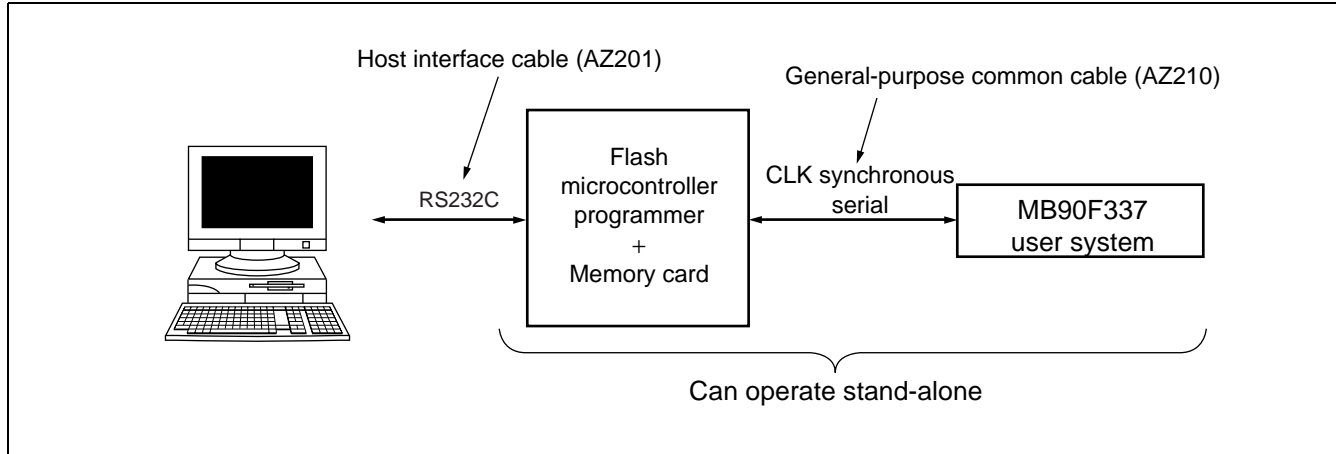 Host interface cable (AZ201)
General-purpose common cable (AZ210)
RS232C
Flash
microcontroller
programmer
+
Memory card
CLK synchronous
serial
MB90F337
user system
Can operate stand-alone